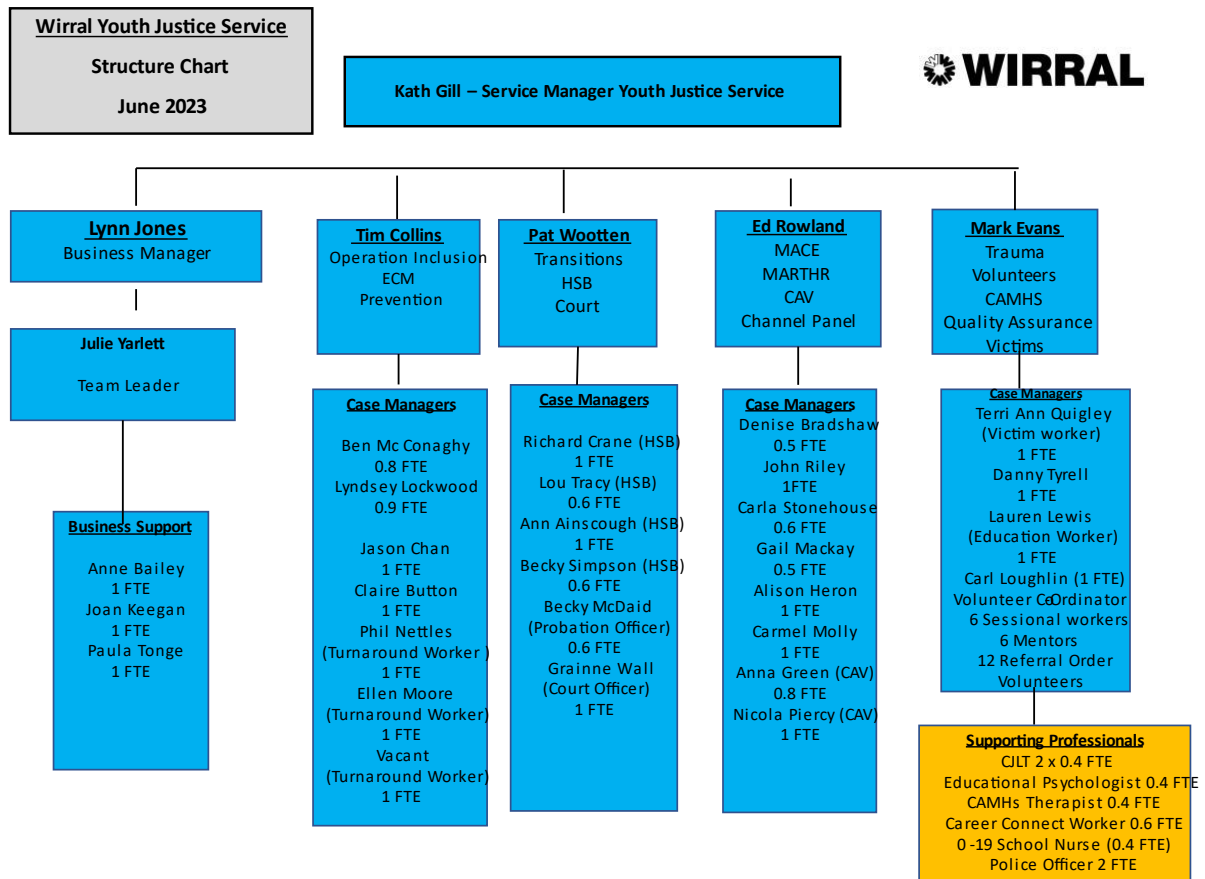 Wirral Youth Justice Service
Structure Chart
June 2023
Kath Gill – Service Manager Youth Justice Service
WIRRAL
Lynn Jones
Business Manager
Julie Yarlett
Team Leader
Business Support
Anne Bailey
1 FTE
Joan Keegan
1 FTE
Paula Tonge
1 FTE
Tim Collins
Operation Inclusion
ECM
Prevention
Case Managers
Ben Mc Conaghy
0.8 FTE
Lyndsey Lockwood
0.9 FTE
Jason Chan
1 FTE
Claire Button
1 FTE
Phil Nettles
(Turnaround Worker )
1 FTE
Ellen Moore
(Turnaround Worker)
1 FTE
Vacant
(Turnaround Worker)
1 FTE
Pat Wootten
Transitions
HSB
Court
Case Managers
Richard Crane (HSB)
1 FTE
Lou Tracy (HSB)
0.6 FTE
Ann Ainscough (HSB)
1 FTE
Becky Simpson (HSB)
0.6 FTE
Becky McDaid
(Probation Officer)
0.6 FTE
Grainne Wall
(Court Officer)
1 FTE
Ed Rowland
MACE
MARTHR
CAV
Channel Panel
Case Managers
Denise Bradshaw
0.5 FTE
John Riley
1FTE
Carla Stonehouse
0.6 FTE
Gail Mackay
0.5 FTE
Alison Heron
1 FTE
Carmel Molly
1 FTE
Anna Green (CAV)
0.8 FTE
Nicola Piercy (CAV)
1 FTE
Mark Evans
Trauma
Volunteers
CAMHS
Quality Assurance
Victims
Case Managers
Terri Ann Quigley
(Victim worker)
1 FTE
Danny Tyrell
1 FTE
Lauren Lewis
(Education Worker)
1 FTE
Carl Loughlin (1 FTE)
Volunteer Co-Ordinator
6 Sessional workers
6 Mentors
12 Referral Order
Volunteers
Supporting Professionals
CJLT 2 x 0.4 FTE
Educational Psychologist 0.4 FTE
CAMHs Therapist 0.4 FTE
Career Connect Worker 0.6 FTE
0 -19 School Nurse (0.4 FTE)
Police Officer 2 FTE